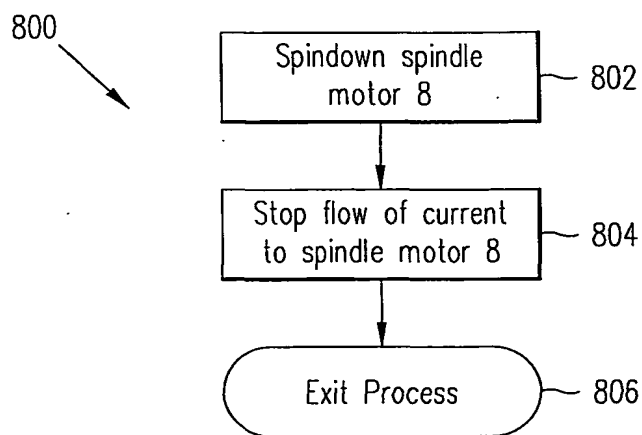 800
Spindown spindle
motor 8
802
Stop flow of current
to spindle motor 8
804
Exit Process
806